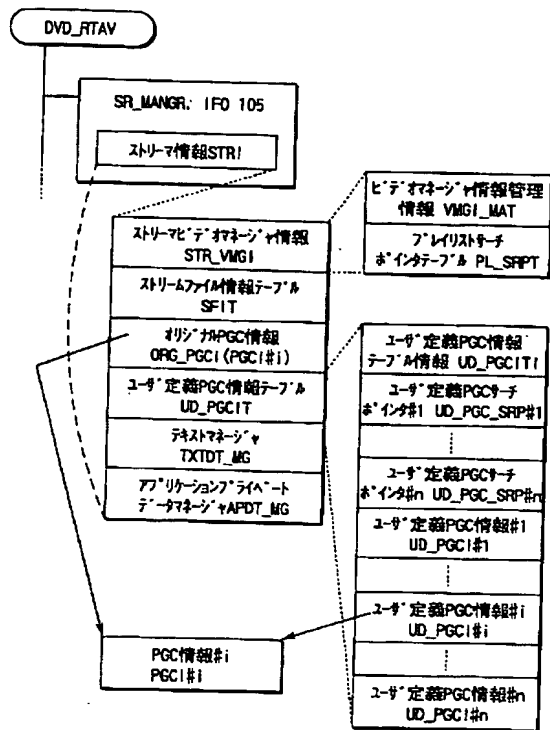 DVD_RTAV
SR_MANGR. IFO 105
ストリーマ情報STRI
ストリーマビデオマネージャ情報
STR_VMGI
ストリームファイル情報テーブル
SFIT
オリジナルPGC情報
ORG_PGCI(PGCI#i)
ユーザ定義PGC情報テーブル
UD_PGCIT
テキストマネージャ
TXTDT_MG
アプリケーションプライベート
データマネージャAPDT_MG
PGC情報#i
PGCI#i
ビデオマネージャ情報管理
情報 VMGI_MAT
プレイリストサーチ
ポインタテーブル PL_SRPT
ユーザ定義PGC情報
テーブル情報 UD_PGCITI
ユーザ定義PGCサーチ
ポインタ#1 UD_PGC_SRP#1
ユーザ定義PGCサーチ
ポインタ#n UD_PGC_SRP#n
ユーザ定義PGC情報#1
UD_PGCI#1
ユーザ定義PGC情報#i
UD_PGCI#i
ユーザ定義PGC情報#n
UD_PGCI#n